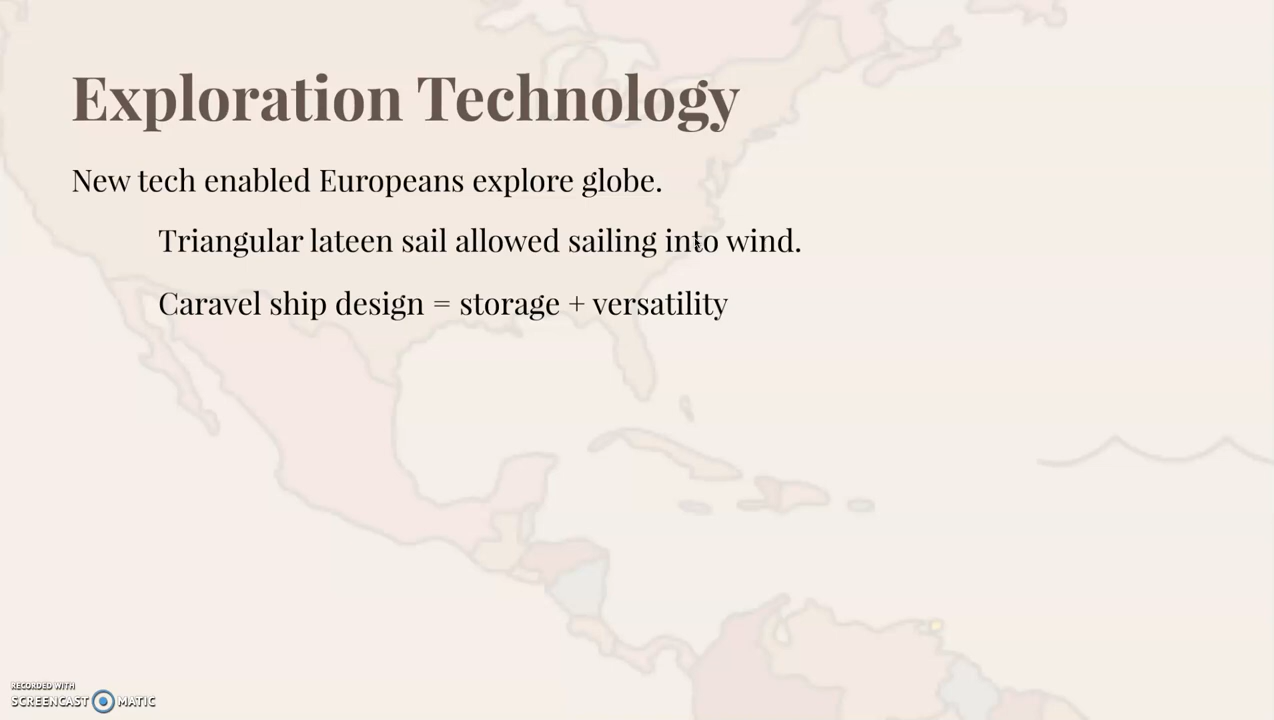 Exploration Technology
New tech enabled Europeans explore globe.
Triangular lateen sail allowed sailing into wind.
Caravel ship design = storage + versatility
RECORDED WITH
SCREENCAST MATIC